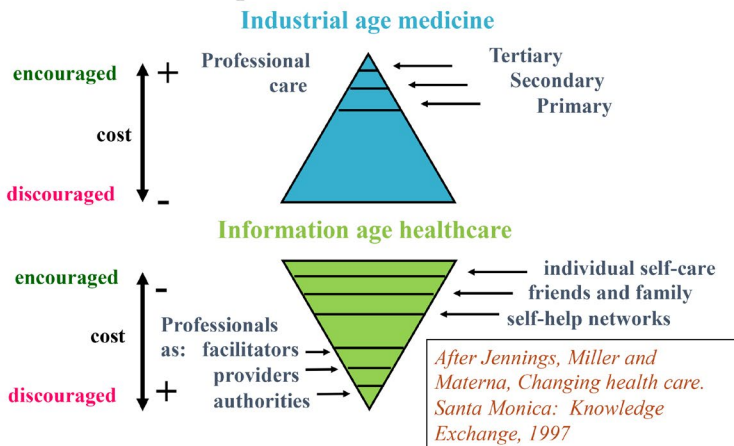 Industrial age medicine
encouraged
+
cost
discouraged
-
Professional
care
Tertiary
Secondary
Primary
Information age healthcare
encouraged
-
cost
discouraged
+
individual self-care
friends and family
self-help networks
Professionals
as: facilitators
providers
authorities
After Jennings, Miller and
Materna, Changing health care.
Santa Monica: Knowledge
Exchange, 1997